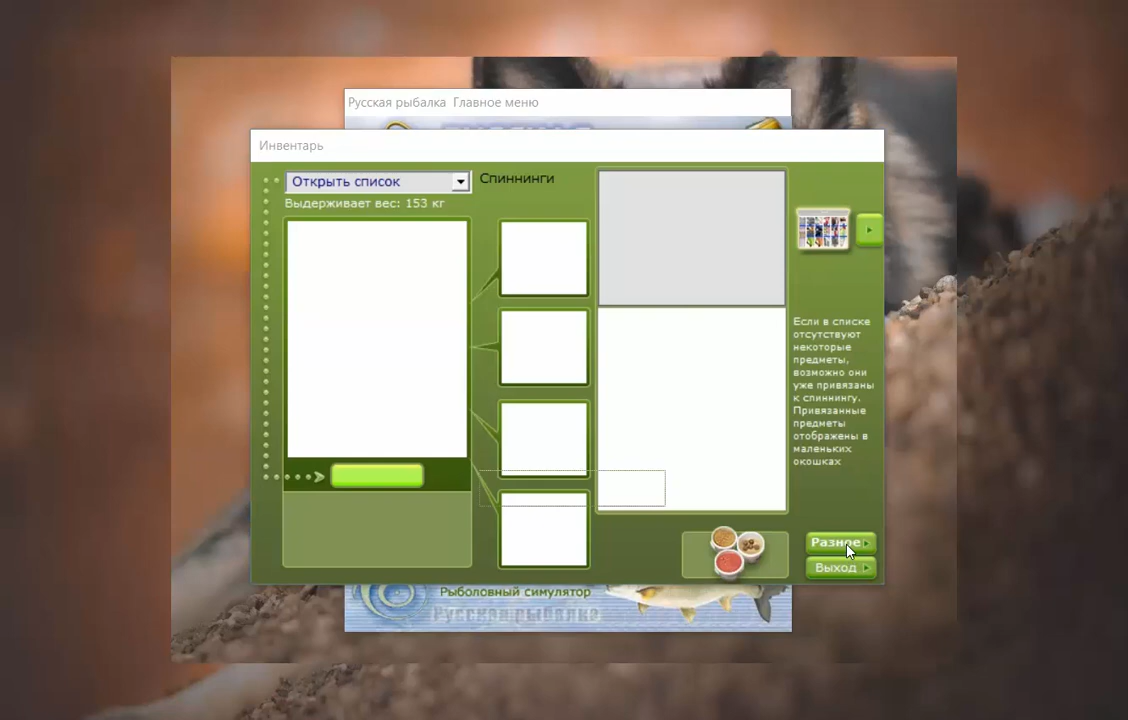 Русская рыбалка Главное меню
Инвентарь
Открыть список
Спиннинги
Выдерживает вес: 153 кг
Если в списке
отсутствуют
некоторые
предметы,
возможно они
уже привязаны
к спиннингу.
Привязанные
предметы
отображены в
маленьких
окошках
Разное
Выход
Рыболовный симулятор
Русская рыбалка